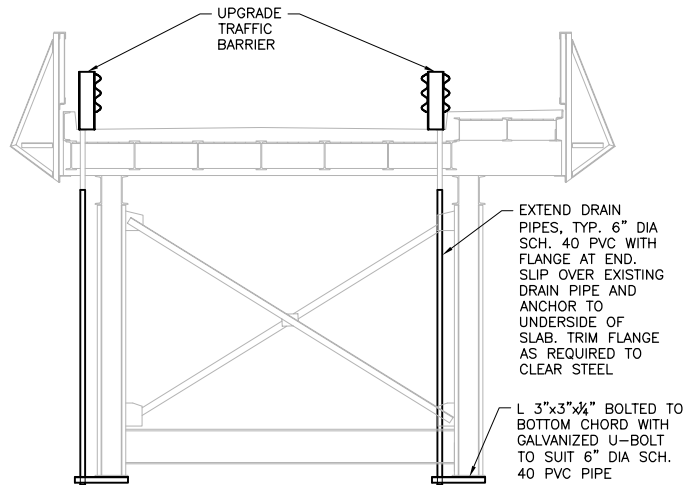 UPGRADE
TRAFFIC
BARRIER
EXTEND DRAIN
PIPES, TYP. 6" DIA
SCH. 40 PVC WITH
FLANGE AT END.
SLIP OVER EXISTING
DRAIN PIPE AND
ANCHOR TO
UNDERSIDE OF
SLAB. TRIM FLANGE
AS REQUIRED TO
CLEAR STEEL
L 3"x3"x¼" BOLTED TO
BOTTOM CHORD WITH
GALVANIZED U-BOLT
TO SUIT 6" DIA SCH.
40 PVC PIPE